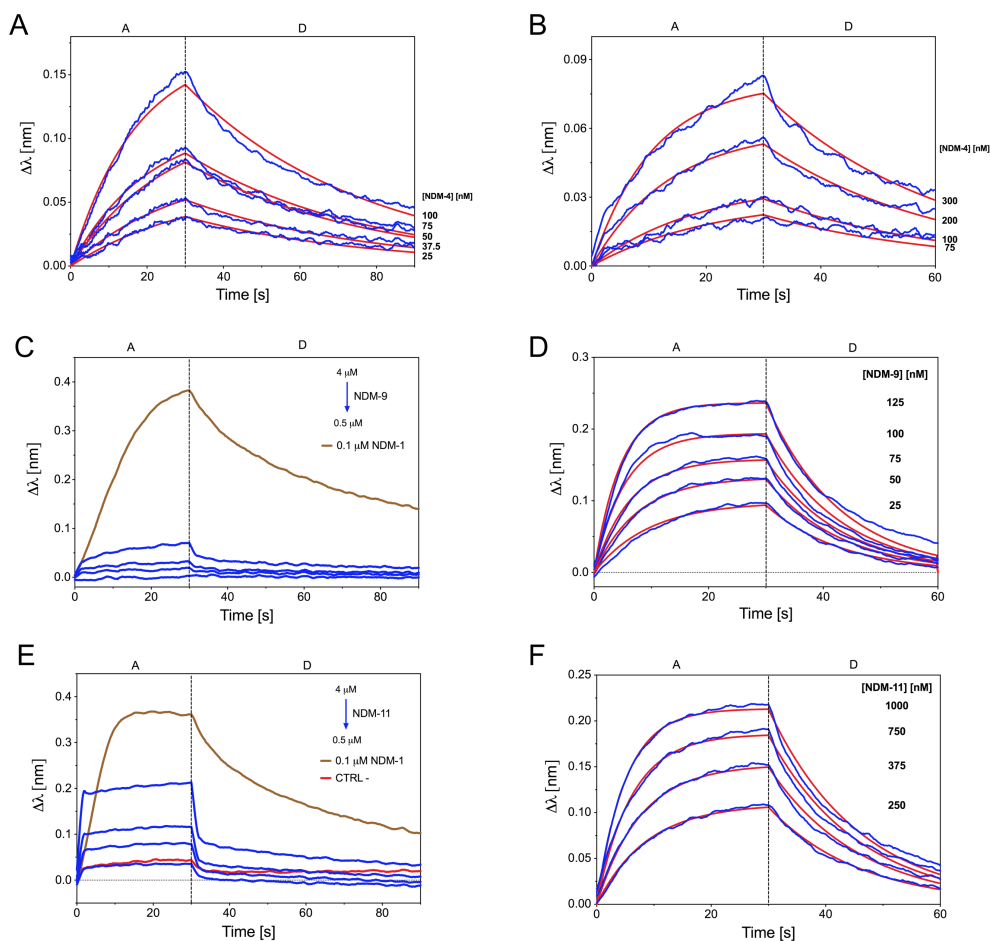 A
A D
0.15
0.10
0.05
0.00
Δλ [nm]
0 20 40 60 80
Time [s]
[NDM-4] [nM]
100
75
50
37.5
25
B
A D
0.09
0.06
0.03
0.00
Δλ [nm]
0 20 40 60
Time [s]
[NDM-4] [nM]
300
200
100
75
C
A D
0.4
0.3
0.2
0.1
0.0
Δλ [nm]
0 20 40 60 80
Time [s]
4 μM
NDM-9
0.5 μM
0.1 μM NDM-1
D
A D
0.3
0.2
0.1
0.0
Δλ [nm]
0 20 40 60
Time [s]
[NDM-9] [nM]
125
100
75
50
25
E
A D
0.4
0.3
0.2
0.1
0.0
Δλ [nm]
0 20 40 60 80
Time [s]
4 μM
NDM-11
0.5 μM
0.1 μM NDM-1
CTRL -
F
A D
0.25
0.20
0.15
0.10
0.05
0.00
Δλ [nm]
0 20 40 60
Time [s]
[NDM-11] [nM]
1000
750
375
250